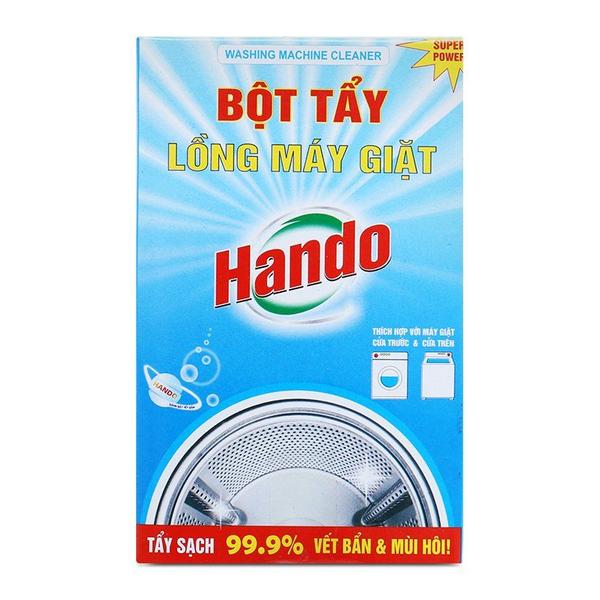 WASHING MACHINE CLEANER
SUPER
POWER
BỘT TẨY
LỒNG MÁY GIẶT
Hando
THÍCH HỢP VỚI MÁY GIẶT
CỬA TRƯỚC & CỬA TRÊN
HANDO
TẨY SẠCH 99.9% VẾT BẨN & MÙI HÔI!